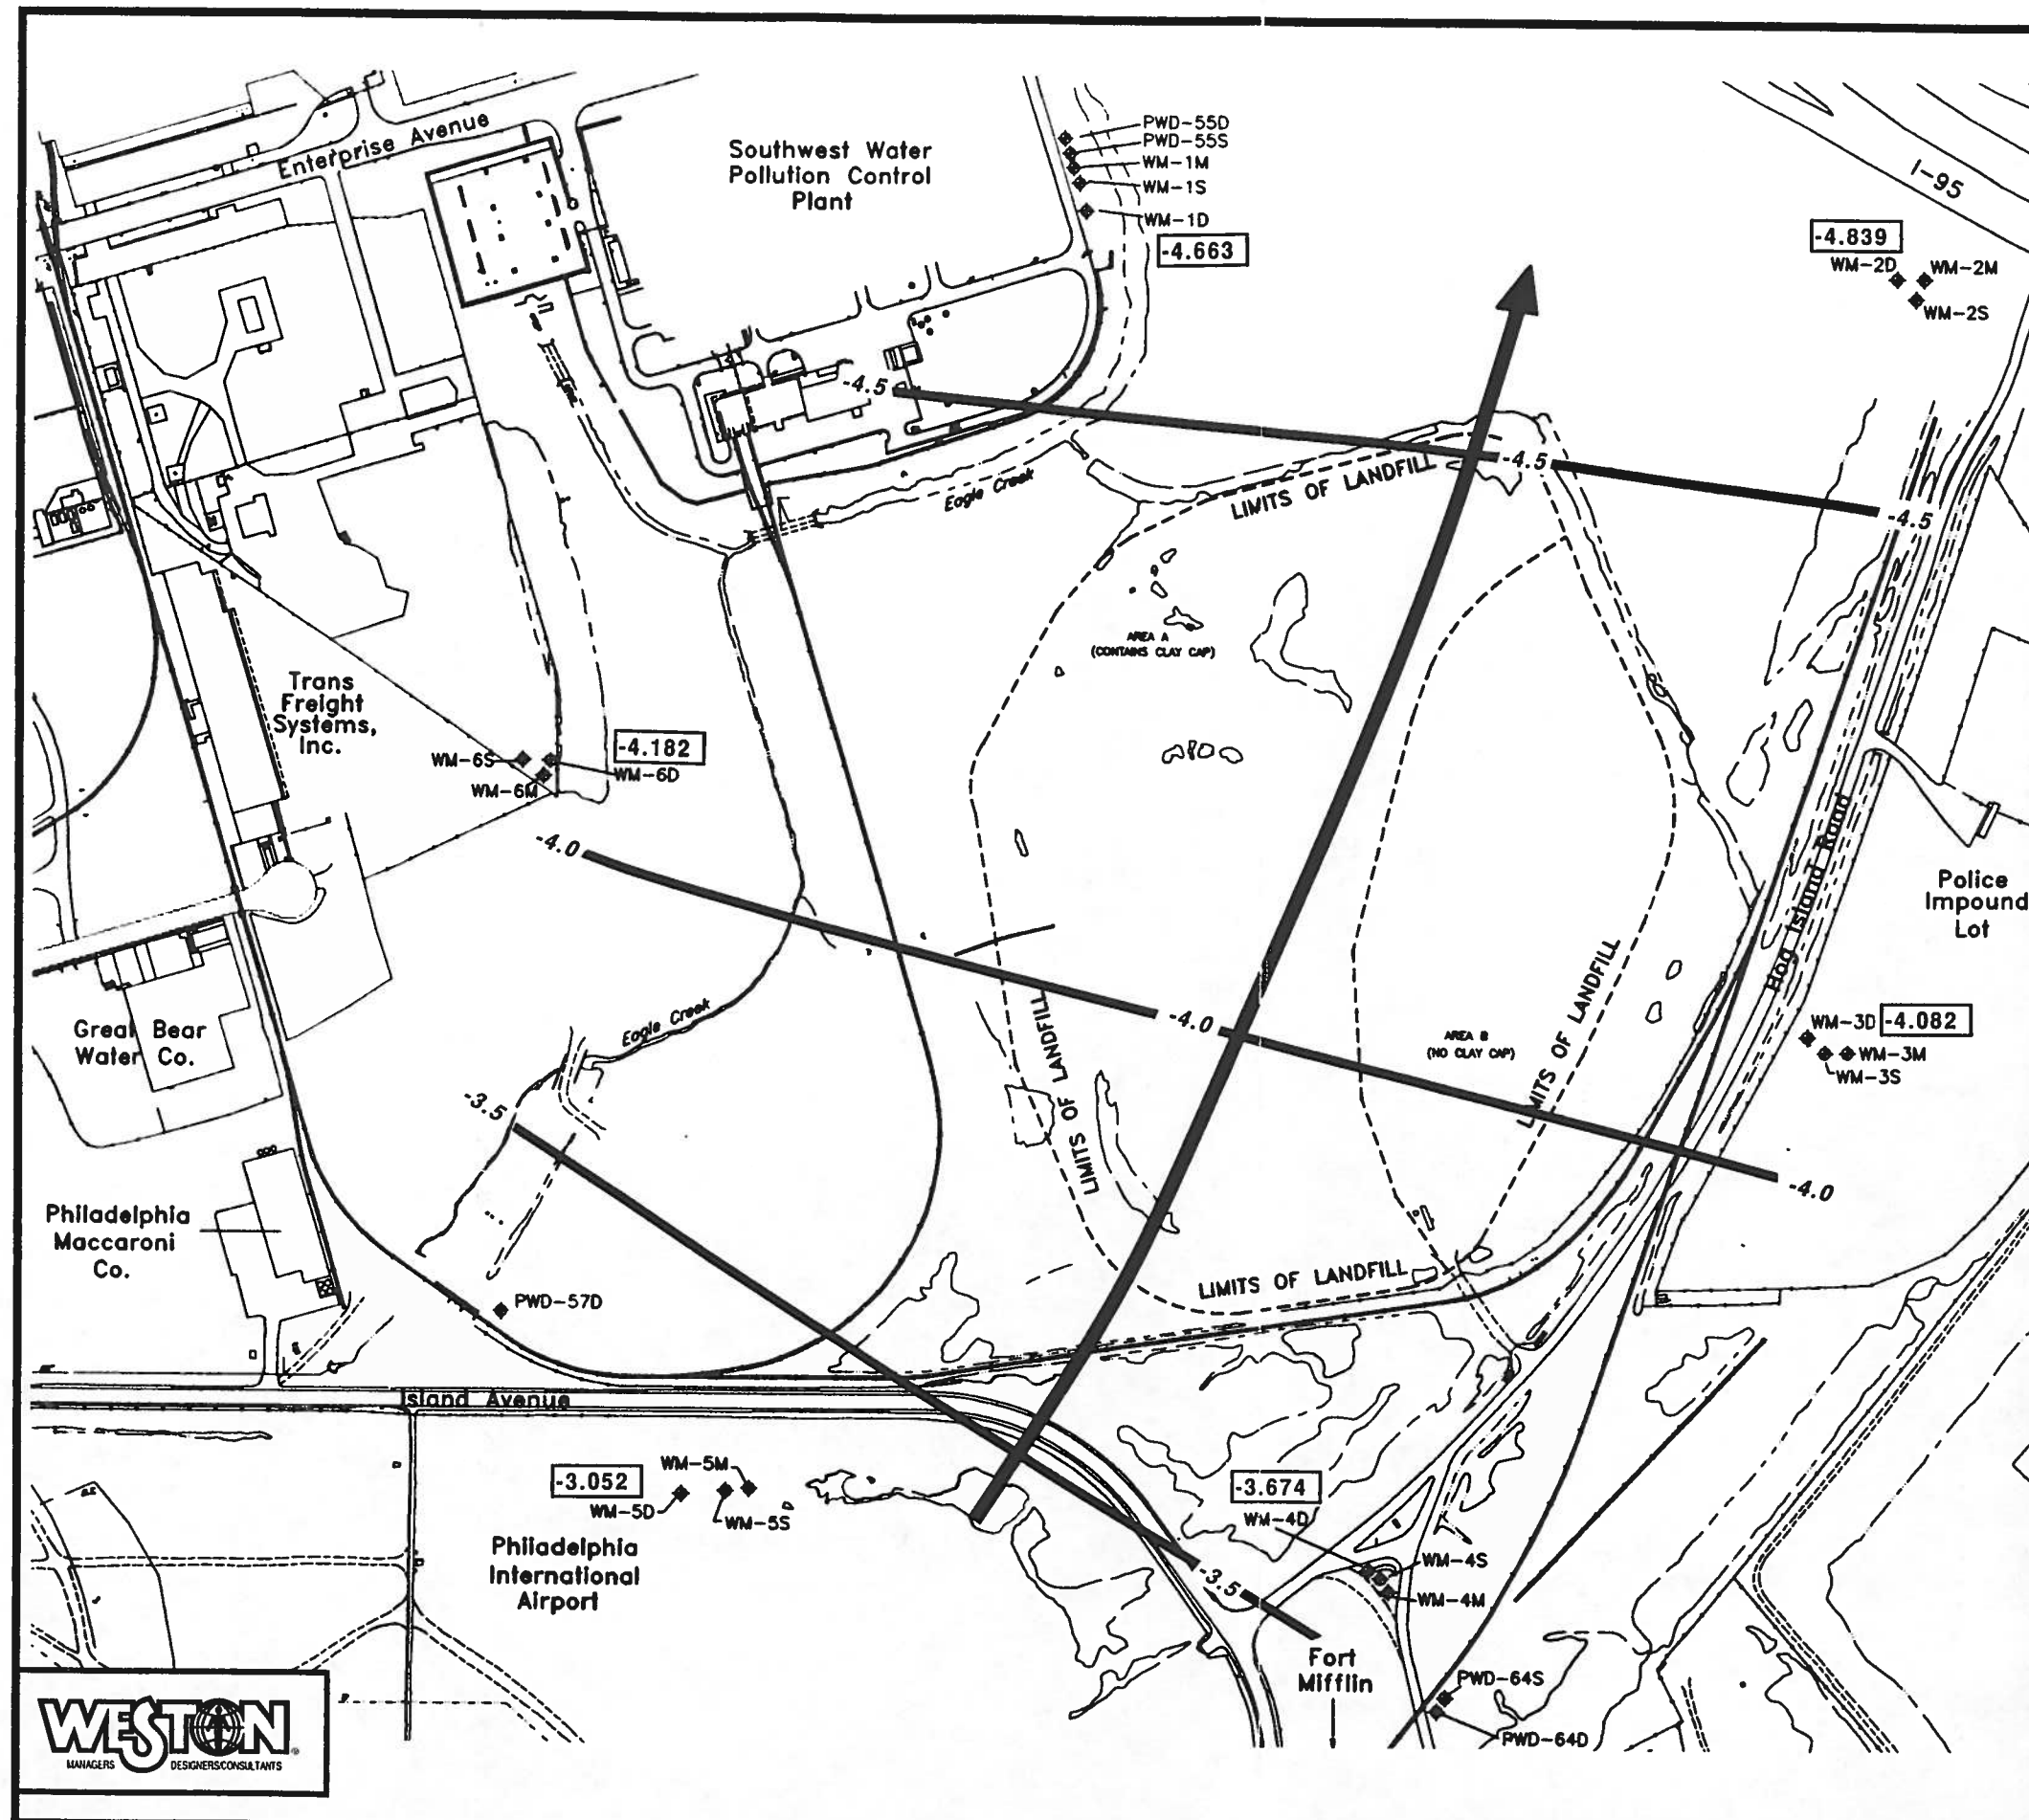 Enterprise Avenue
Southwest Water
Pollution Control
Plant
PWD-55D
PWD-55S
WM-1M
WM-1S
WM-1D
-4.663
I-95
-4.839
WM-2D
WM-2M
WM-2S
-4.5
-4.5
-4.5
Eagle Creek
LIMITS OF LANDFILL
AREA A
(CONTAINS CLAY CAP)
Trans
Freight
Systems,
Inc.
WM-6S
-4.182
WM-6D
WM-6M
-4.0
Hog Island Road
Police
Impound
Lot
Great Bear
Water Co.
Eagle Creek
LIMITS OF LANDFILL
-4.0
AREA B
(NO CLAY CAP)
LIMITS OF LANDFILL
WM-3D
-4.082
WM-3M
WM-3S
-3.5
-4.0
Philadelphia
Maccaroni
Co.
LIMITS OF LANDFILL
PWD-57D
Island Avenue
-3.052
WM-5M
WM-5D
WM-5S
-3.674
WM-4D
WM-4S
WM-4M
Philadelphia
International
Airport
-3.5
Fort
Mifflin
PWD-64S
PWD-64D
WESTON
MANAGERS DESIGNERS/CONSULTANTS